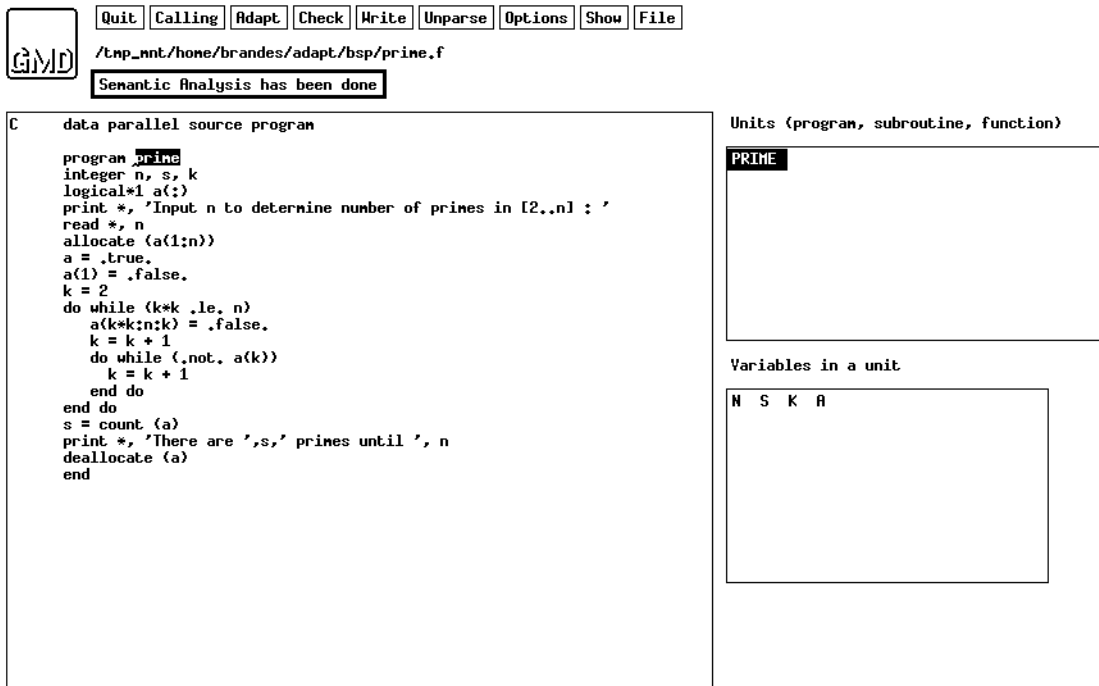 GMD
Quit Calling Adapt Check Write Unparse Options Show File
/tmp_mnt/home/brandes/adapt/bsp/prime.f
Semantic Analysis has been done
C     data parallel source program
      program prime
      integer n, s, k
      logical*1 a(:)
      print *, 'Input n to determine number of primes in [2..n] : '
      read *, n
      allocate (a(1:n))
      a = .true.
      a(1) = .false.
      k = 2
      do while (k*k .le. n)
         a(k*k:n:k) = .false.
         k = k + 1
         do while (.not. a(k))
           k = k + 1
         end do
      end do
      s = count (a)
      print *, 'There are ',s,' primes until ', n
      deallocate (a)
      end
Units (program, subroutine, function)
PRIME
Variables in a unit
N S K A